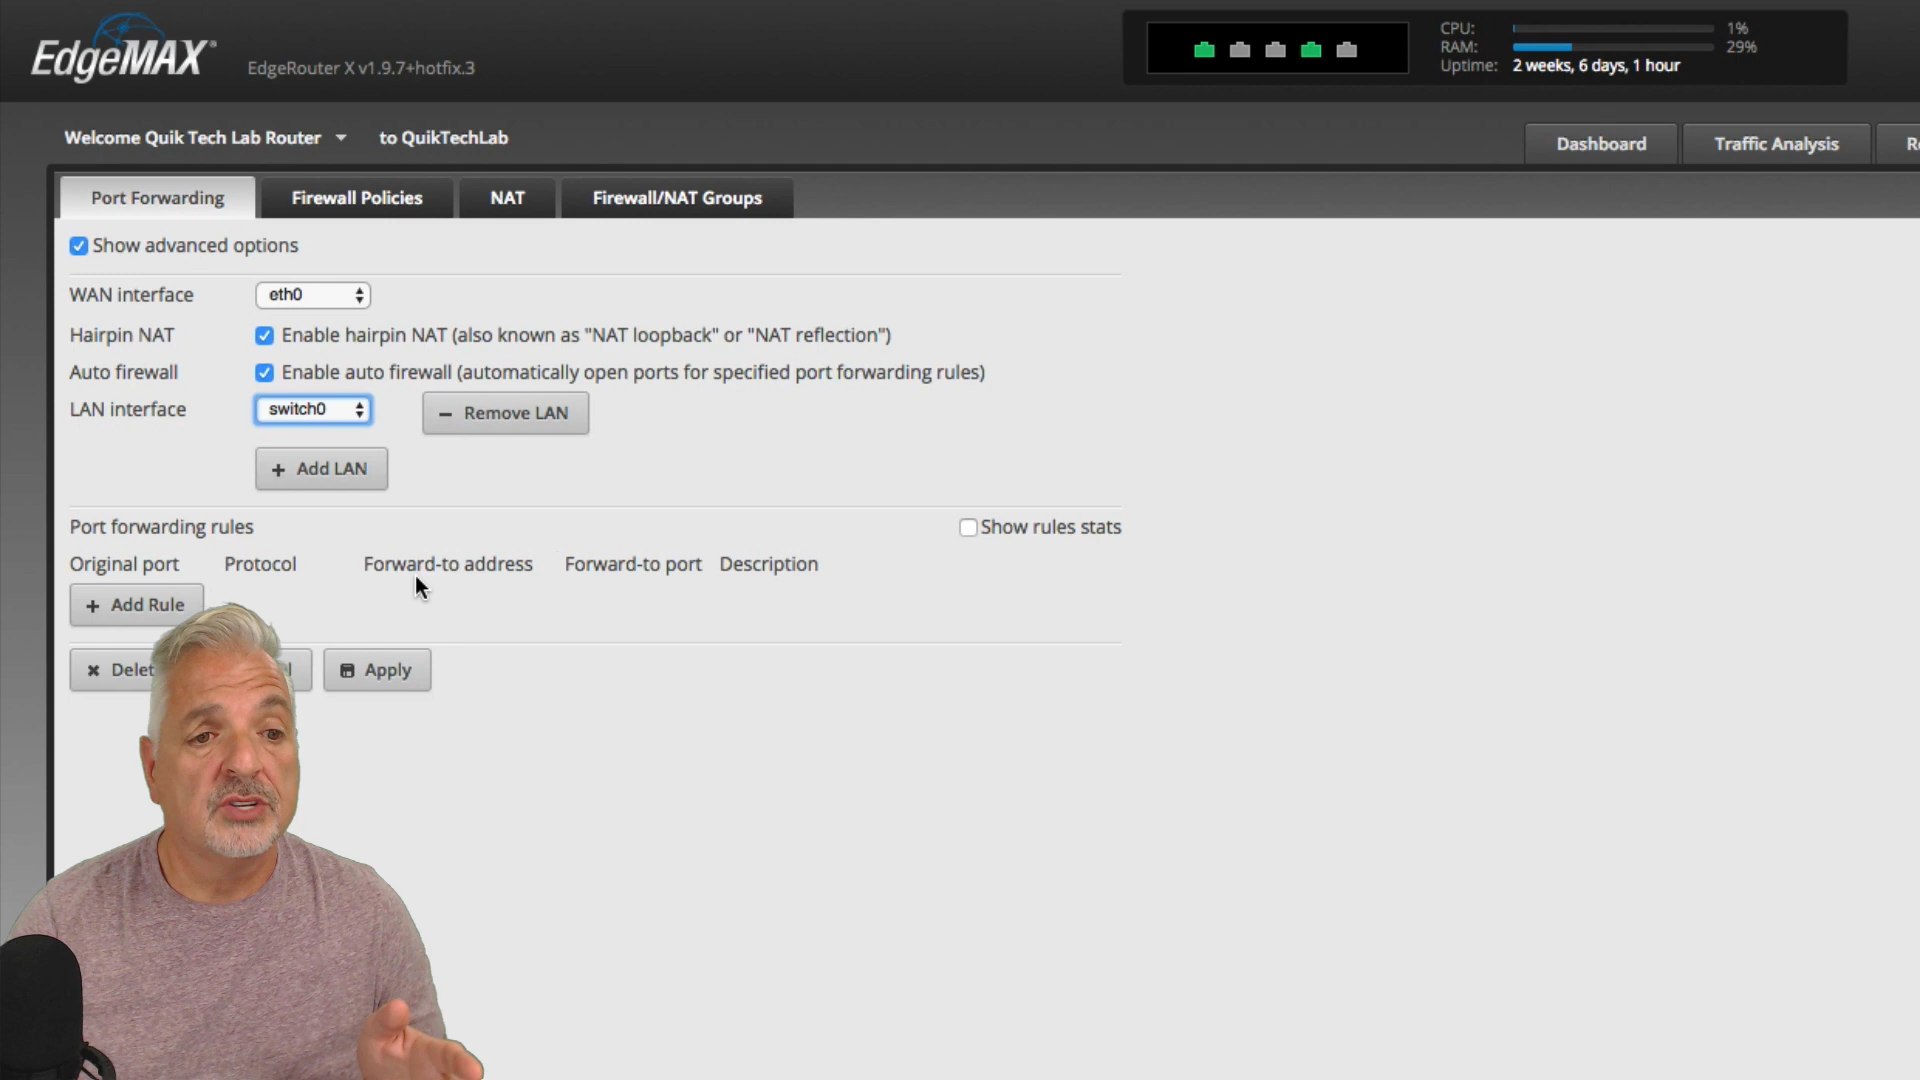 EdgeMAX®
EdgeRouter X v1.9.7+hotfix.3
CPU: 1%
RAM: 29%
Uptime: 2 weeks, 6 days, 1 hour
Welcome Quik Tech Lab Router to QuikTechLab
Dashboard Traffic Analysis
Port Forwarding Firewall Policies NAT Firewall/NAT Groups
Show advanced options
WAN interface eth0
Hairpin NAT Enable hairpin NAT (also known as "NAT loopback" or "NAT reflection")
Auto firewall Enable auto firewall (automatically open ports for specified port forwarding rules)
LAN interface switch0 − Remove LAN
+ Add LAN
Port forwarding rules Show rules stats
Original port Protocol Forward-to address Forward-to port Description
+ Add Rule
Delet l Apply